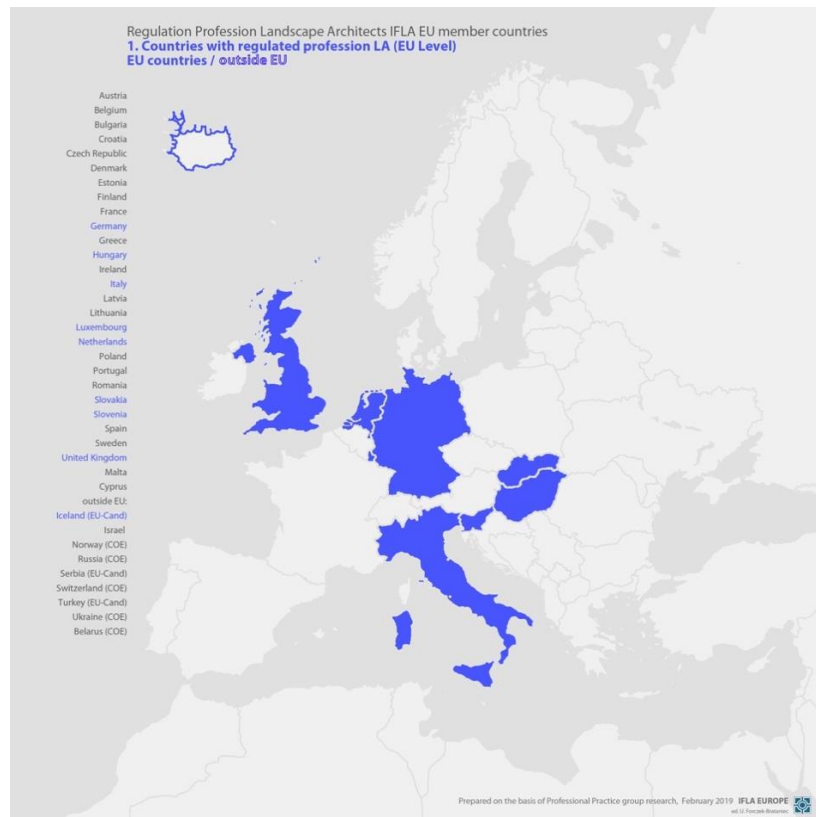 Regulation Profession Landscape Architects IFLA EU member countries
1. Countries with regulated profession LA (EU Level)
EU countries / outside EU
Austria
Belgium
Bulgaria
Croatia
Czech Republic
Denmark
Estonia
Finland
France
Germany
Greece
Hungary
Ireland
Italy
Latvia
Lithuania
Luxembourg
Netherlands
Poland
Portugal
Romania
Slovakia
Slovenia
Spain
Sweden
United Kingdom
Malta
Cyprus
outside EU:
Iceland (EU-Cand)
Israel
Norway (COE)
Russia (COE)
Serbia (EU-Cand)
Switzerland (COE)
Turkey (EU-Cand)
Ukraine (COE)
Belarus (COE)
Prepared on the basis of Professional Practice group research, February 2019 IFLA EUROPE